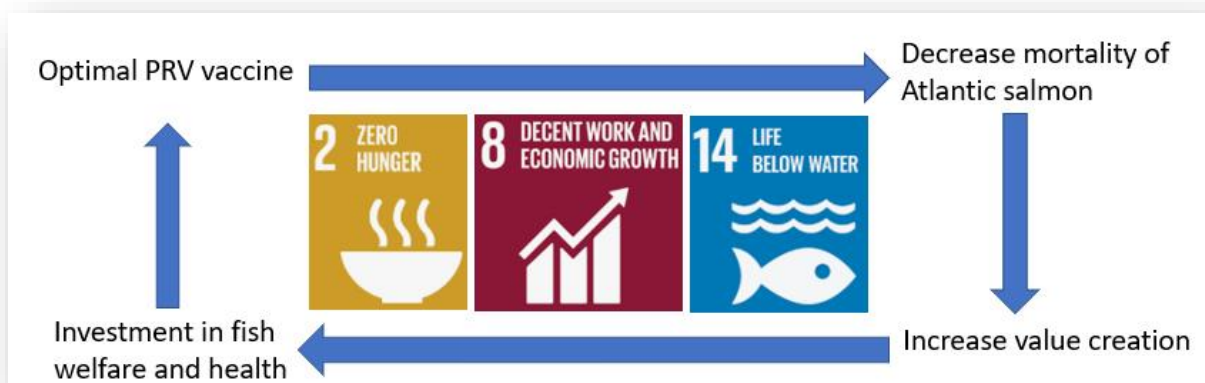 Optimal PRV vaccine
Decrease mortality of
Atlantic salmon
2 ZERO
HUNGER
8 DECENT WORK AND
ECONOMIC GROWTH
14 LIFE
BELOW WATER
Investment in fish
welfare and health
Increase value creation